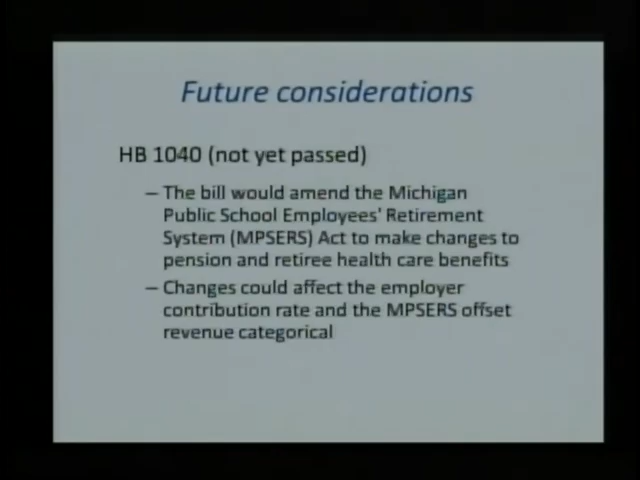 Future considerations
HB 1040 (not yet passed)
– The bill would amend the Michigan
Public School Employees' Retirement
System (MPSERS) Act to make changes to
pension and retiree health care benefits
– Changes could affect the employer
contribution rate and the MPSERS offset
revenue categorical